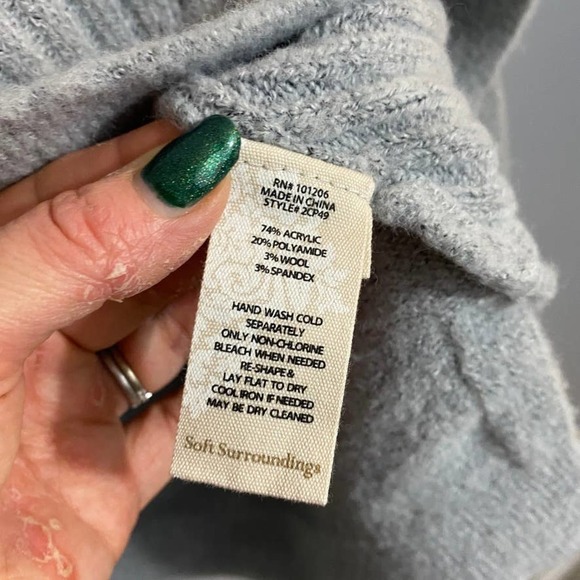 RN# 101206
MADE IN CHINA
STYLE# 2CP49
74% ACRYLIC
20% POLYAMIDE
3% WOOL
3% SPANDEX
HAND WASH COLD
SEPARATELY
ONLY NON-CHLORINE
BLEACH WHEN NEEDED
RE-SHAPE&
LAY FLAT TO DRY
COOL IRON IF NEEDED
MAY BE DRY CLEANED
Soft Surroundings